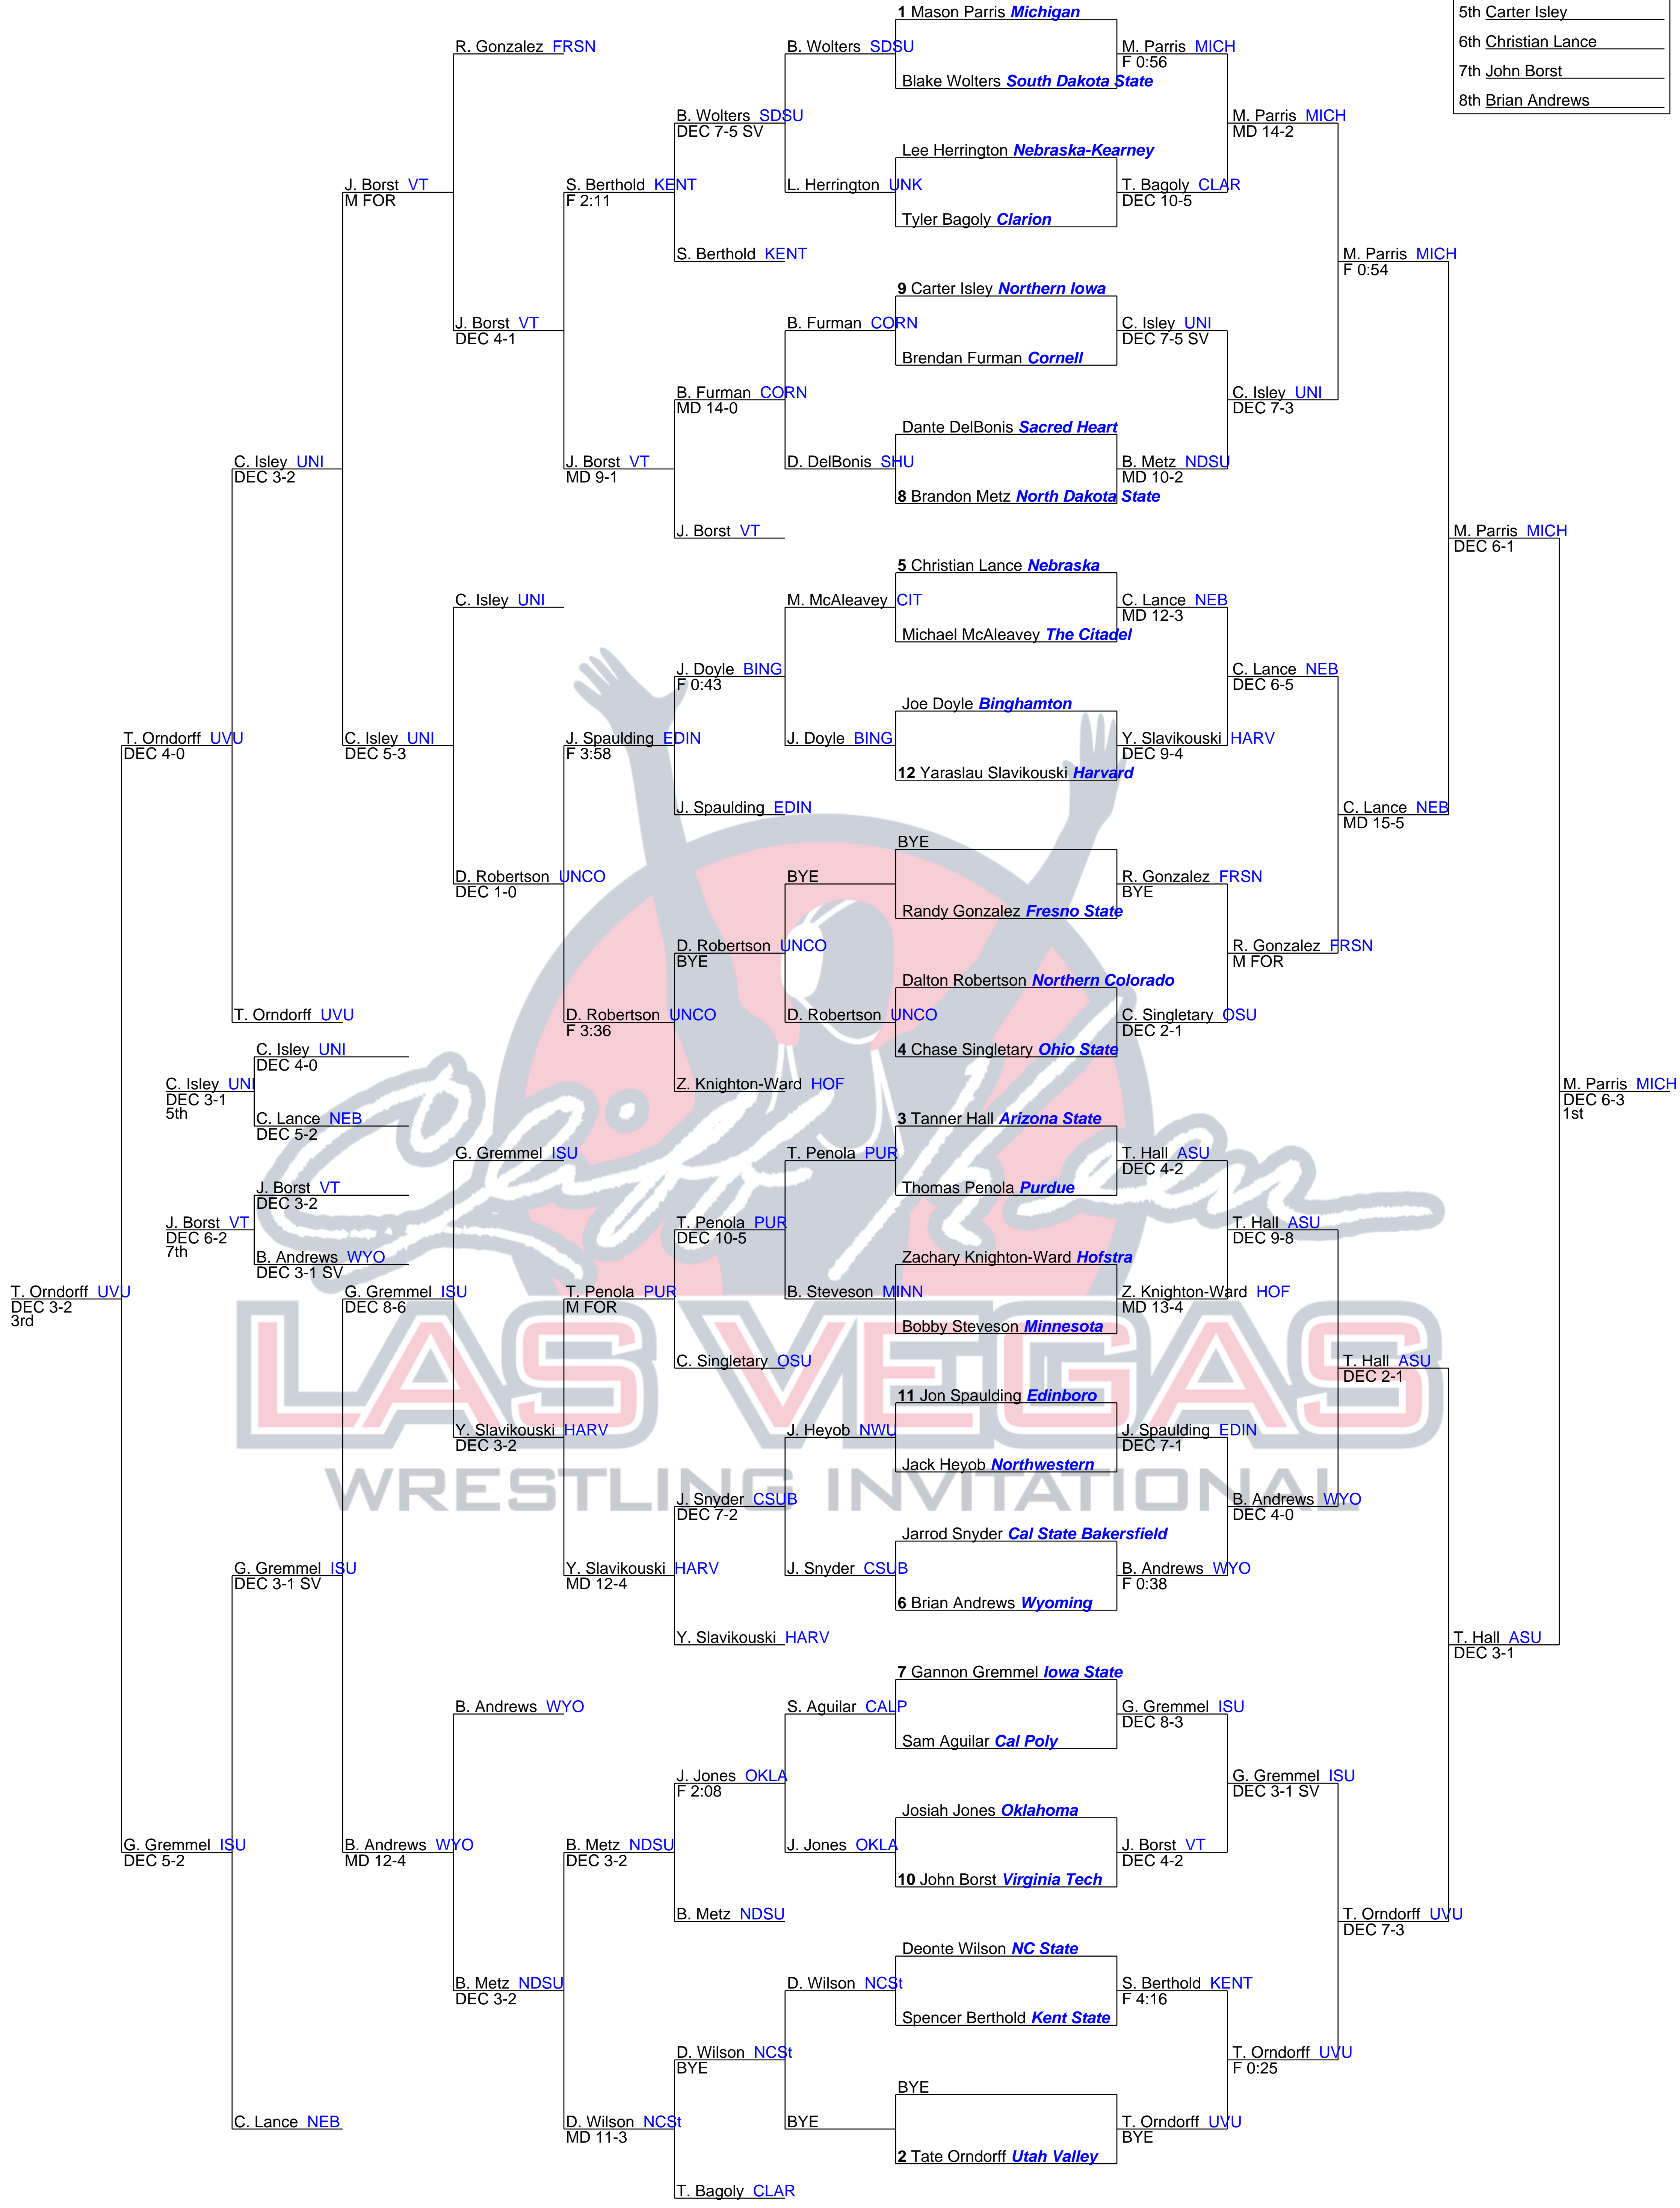 1 Mason Parris Michigan
5th Carter Isley
R. Gonzalez FRSN
B. Wolters SDSU
M. Parris MICH
F 0:56
6th Christian Lance
Blake Wolters South Dakota State
7th John Borst
8th Brian Andrews
B. Wolters SDSU
DEC 7-5 SV
M. Parris MICH
MD 14-2
Lee Herrington Nebraska-Kearney
J. Borst VT
M FOR
S. Berthold KENT
F 2:11
L. Herrington UNK
T. Bagoly CLAR
DEC 10-5
Tyler Bagoly Clarion
S. Berthold KENT
M. Parris MICH
F 0:54
9 Carter Isley Northern Iowa
J. Borst VT
DEC 4-1
B. Furman CORN
C. Isley UNI
DEC 7-5 SV
Brendan Furman Cornell
B. Furman CORN
MD 14-0
C. Isley UNI
DEC 7-3
Dante DelBonis Sacred Heart
C. Isley UNI
DEC 3-2
J. Borst VT
MD 9-1
D. DelBonis SHU
B. Metz NDSU
MD 10-2
8 Brandon Metz North Dakota State
J. Borst VT
M. Parris MICH
DEC 6-1
5 Christian Lance Nebraska
C. Isley UNI
M. McAleavey CIT
C. Lance NEB
MD 12-3
Michael McAleavey The Citadel
J. Doyle BING
F 0:43
C. Lance NEB
DEC 6-5
Joe Doyle Binghamton
T. Orndorff UVU
DEC 4-0
C. Isley UNI
DEC 5-3
J. Spaulding EDIN
F 3:58
J. Doyle BING
Y. Slavikouski HARV
DEC 9-4
12 Yaraslau Slavikouski Harvard
J. Spaulding EDIN
C. Lance NEB
MD 15-5
BYE
D. Robertson UNCO
DEC 1-0
BYE
R. Gonzalez FRSN
BYE
Randy Gonzalez Fresno State
D. Robertson UNCO
BYE
R. Gonzalez FRSN
M FOR
Dalton Robertson Northern Colorado
T. Orndorff UVU
D. Robertson UNCO
F 3:36
D. Robertson UNCO
C. Singletary OSU
DEC 2-1
4 Chase Singletary Ohio State
C. Isley UNI
DEC 4-0
C. Isley UNI
DEC 3-1
5th
Z. Knighton-Ward HOF
M. Parris MICH
DEC 6-3
1st
C. Lance NEB
DEC 5-2
3 Tanner Hall Arizona State
Cliff Keen
G. Gremmel ISU
T. Penola PUR
T. Hall ASU
DEC 4-2
J. Borst VT
DEC 3-2
Thomas Penola Purdue
J. Borst VT
DEC 6-2
7th
T. Penola PUR
DEC 10-5
T. Hall ASU
DEC 9-8
B. Andrews WYO
DEC 3-1 SV
Zachary Knighton-Ward Hofstra
T. Orndorff UVU
DEC 3-2
3rd
G. Gremmel ISU
DEC 8-6
T. Penola PUR
M FOR
B. Steveson MINN
Z. Knighton-Ward HOF
MD 13-4
Bobby Steveson Minnesota
C. Singletary OSU
T. Hall ASU
DEC 2-1
LAS VEGAS
11 Jon Spaulding Edinboro
Y. Slavikouski HARV
DEC 3-2
J. Heyob NWU
J. Spaulding EDIN
DEC 7-1
Jack Heyob Northwestern
WRESTLING INVITATIONAL
J. Snyder CSUB
DEC 7-2
B. Andrews WYO
DEC 4-0
Jarrod Snyder Cal State Bakersfield
G. Gremmel ISU
DEC 3-1 SV
Y. Slavikouski HARV
MD 12-4
J. Snyder CSUB
B. Andrews WYO
F 0:38
6 Brian Andrews Wyoming
Y. Slavikouski HARV
T. Hall ASU
DEC 3-1
7 Gannon Gremmel Iowa State
B. Andrews WYO
S. Aguilar CALP
G. Gremmel ISU
DEC 8-3
Sam Aguilar Cal Poly
J. Jones OKLA
F 2:08
G. Gremmel ISU
DEC 3-1 SV
Josiah Jones Oklahoma
G. Gremmel ISU
DEC 5-2
B. Andrews WYO
MD 12-4
B. Metz NDSU
DEC 3-2
J. Jones OKLA
J. Borst VT
DEC 4-2
10 John Borst Virginia Tech
B. Metz NDSU
T. Orndorff UVU
DEC 7-3
Deonte Wilson NC State
B. Metz NDSU
DEC 3-2
D. Wilson NCSt
S. Berthold KENT
F 4:16
Spencer Berthold Kent State
D. Wilson NCSt
BYE
T. Orndorff UVU
F 0:25
BYE
C. Lance NEB
D. Wilson NCSt
MD 11-3
BYE
T. Orndorff UVU
BYE
2 Tate Orndorff Utah Valley
T. Bagoly CLAR